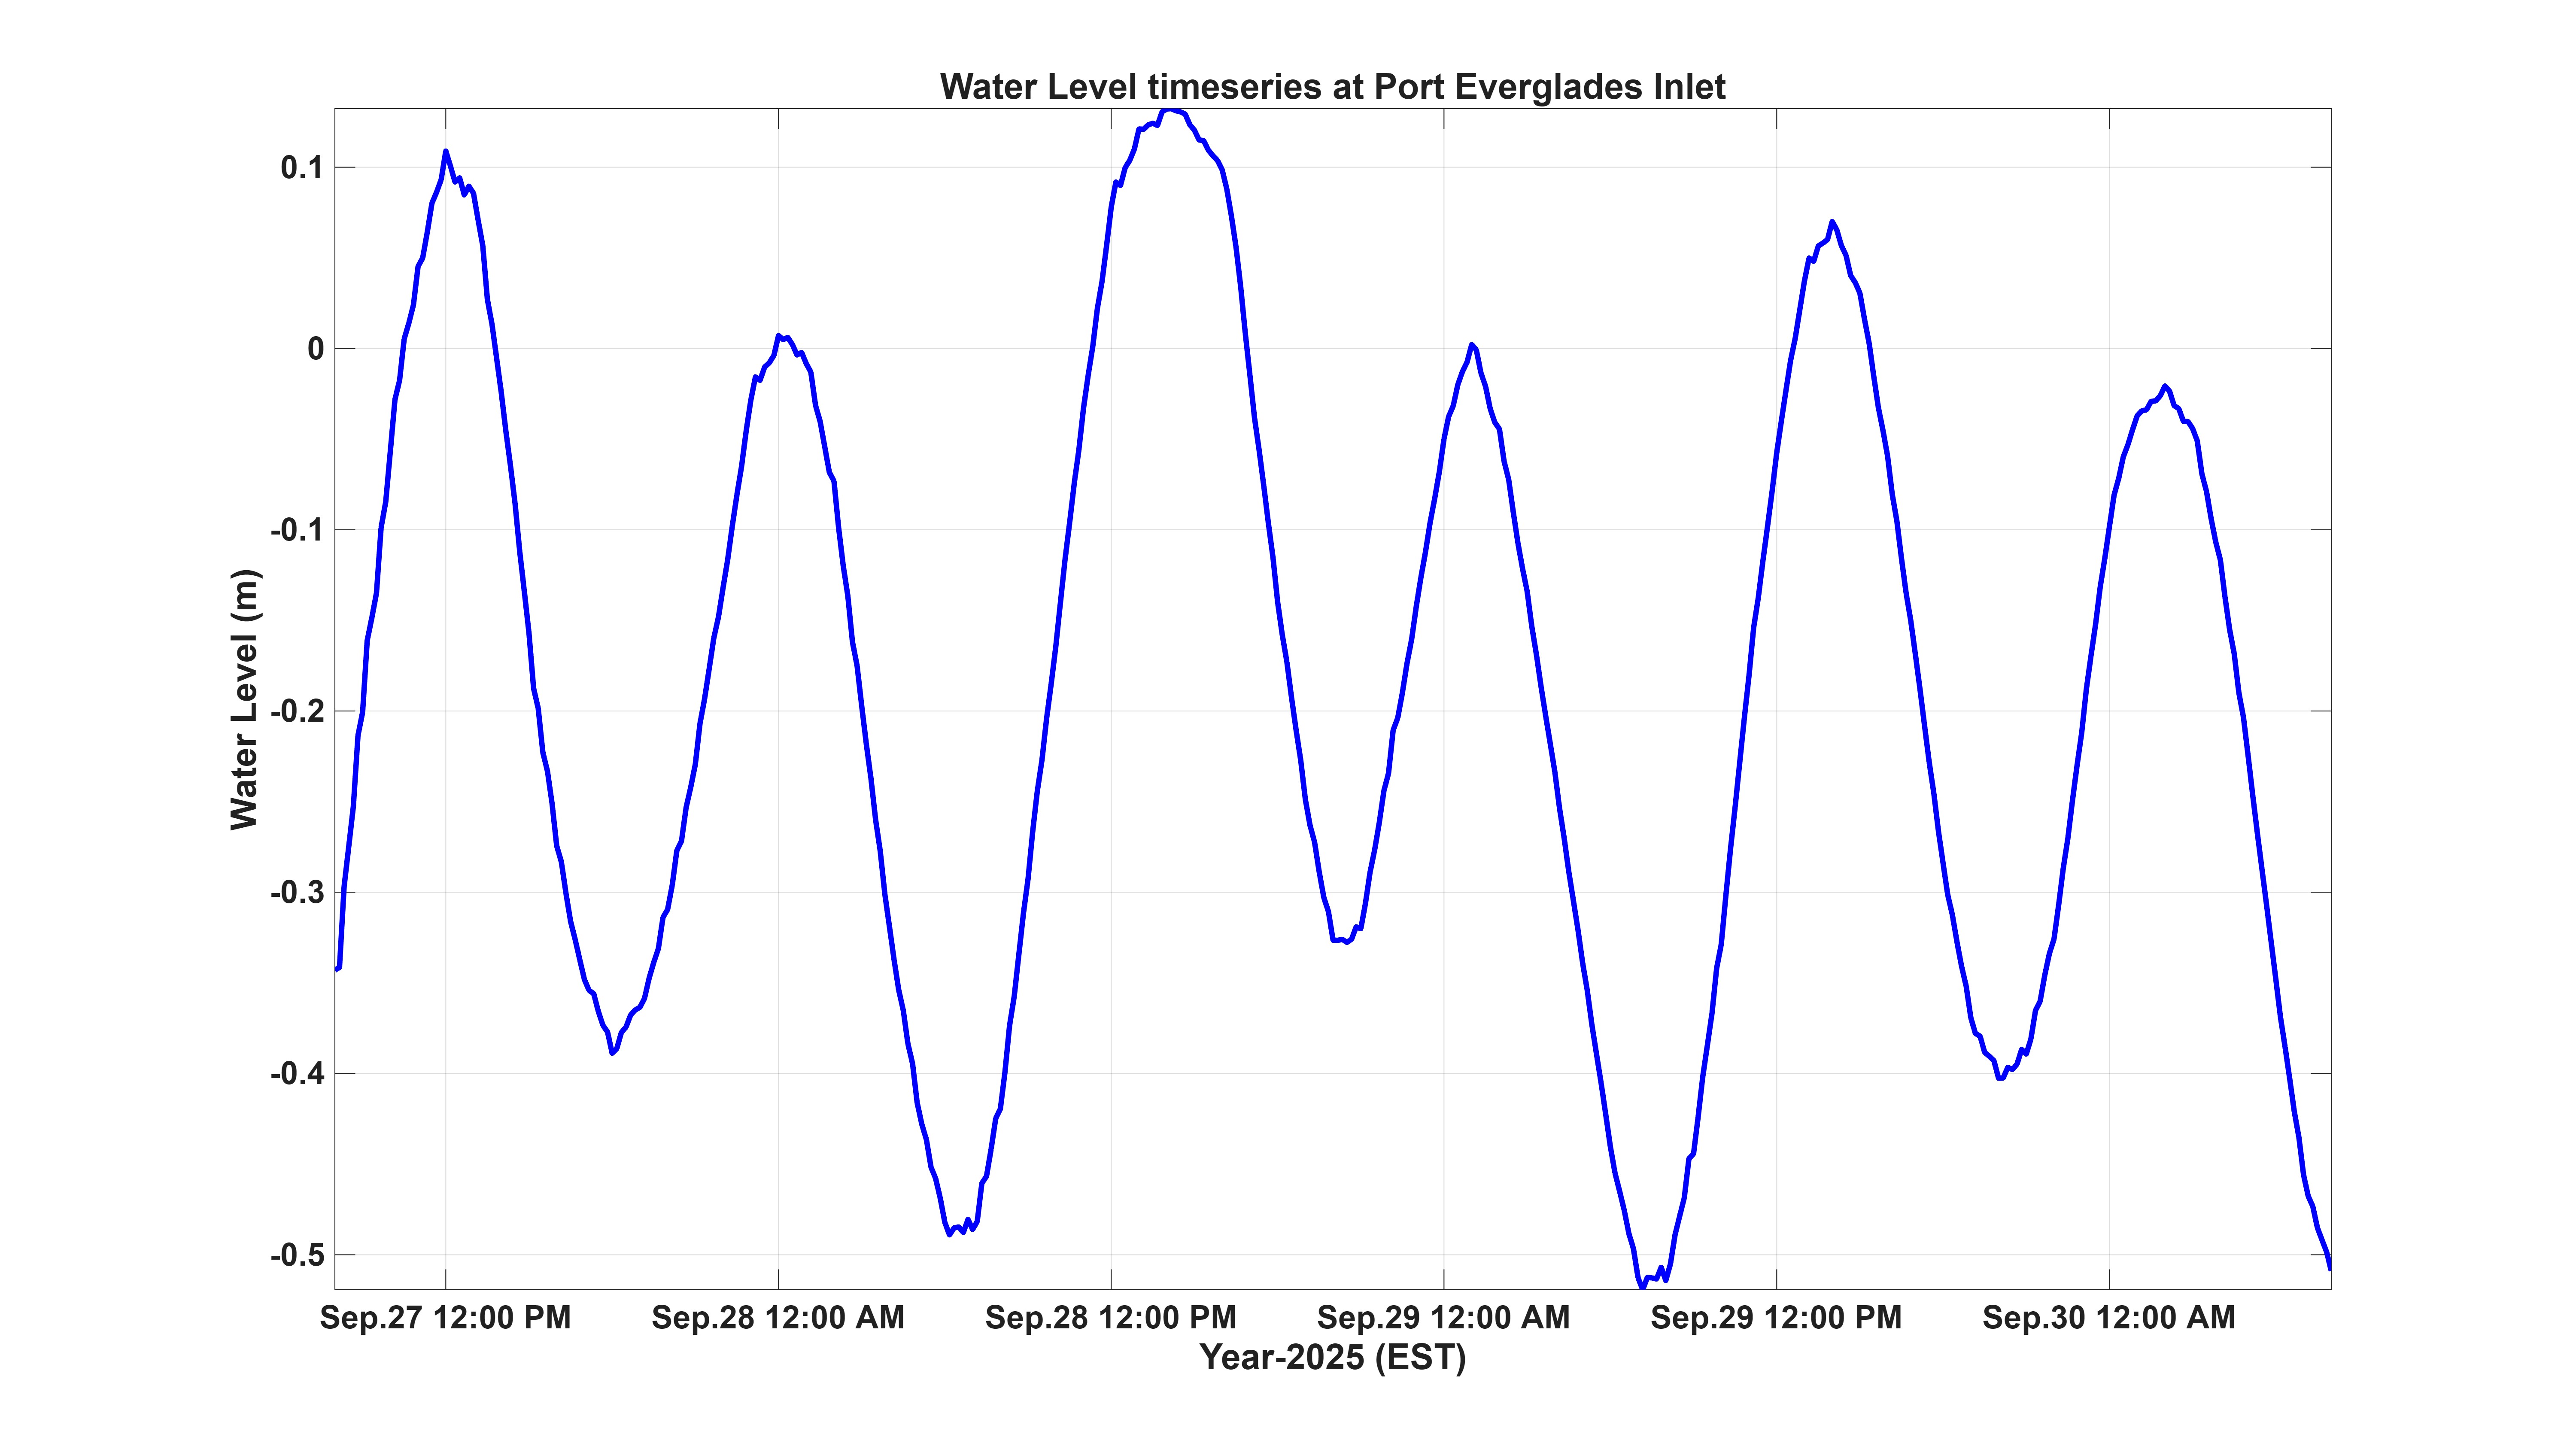 Water Level timeseries at Port Everglades Inlet
Water Level (m)
0.1
0
-0.1
-0.2
-0.3
-0.4
-0.5
Sep.27 12:00 PM Sep.28 12:00 AM Sep.28 12:00 PM Sep.29 12:00 AM Sep.29 12:00 PM Sep.30 12:00 AM
Year-2025 (EST)